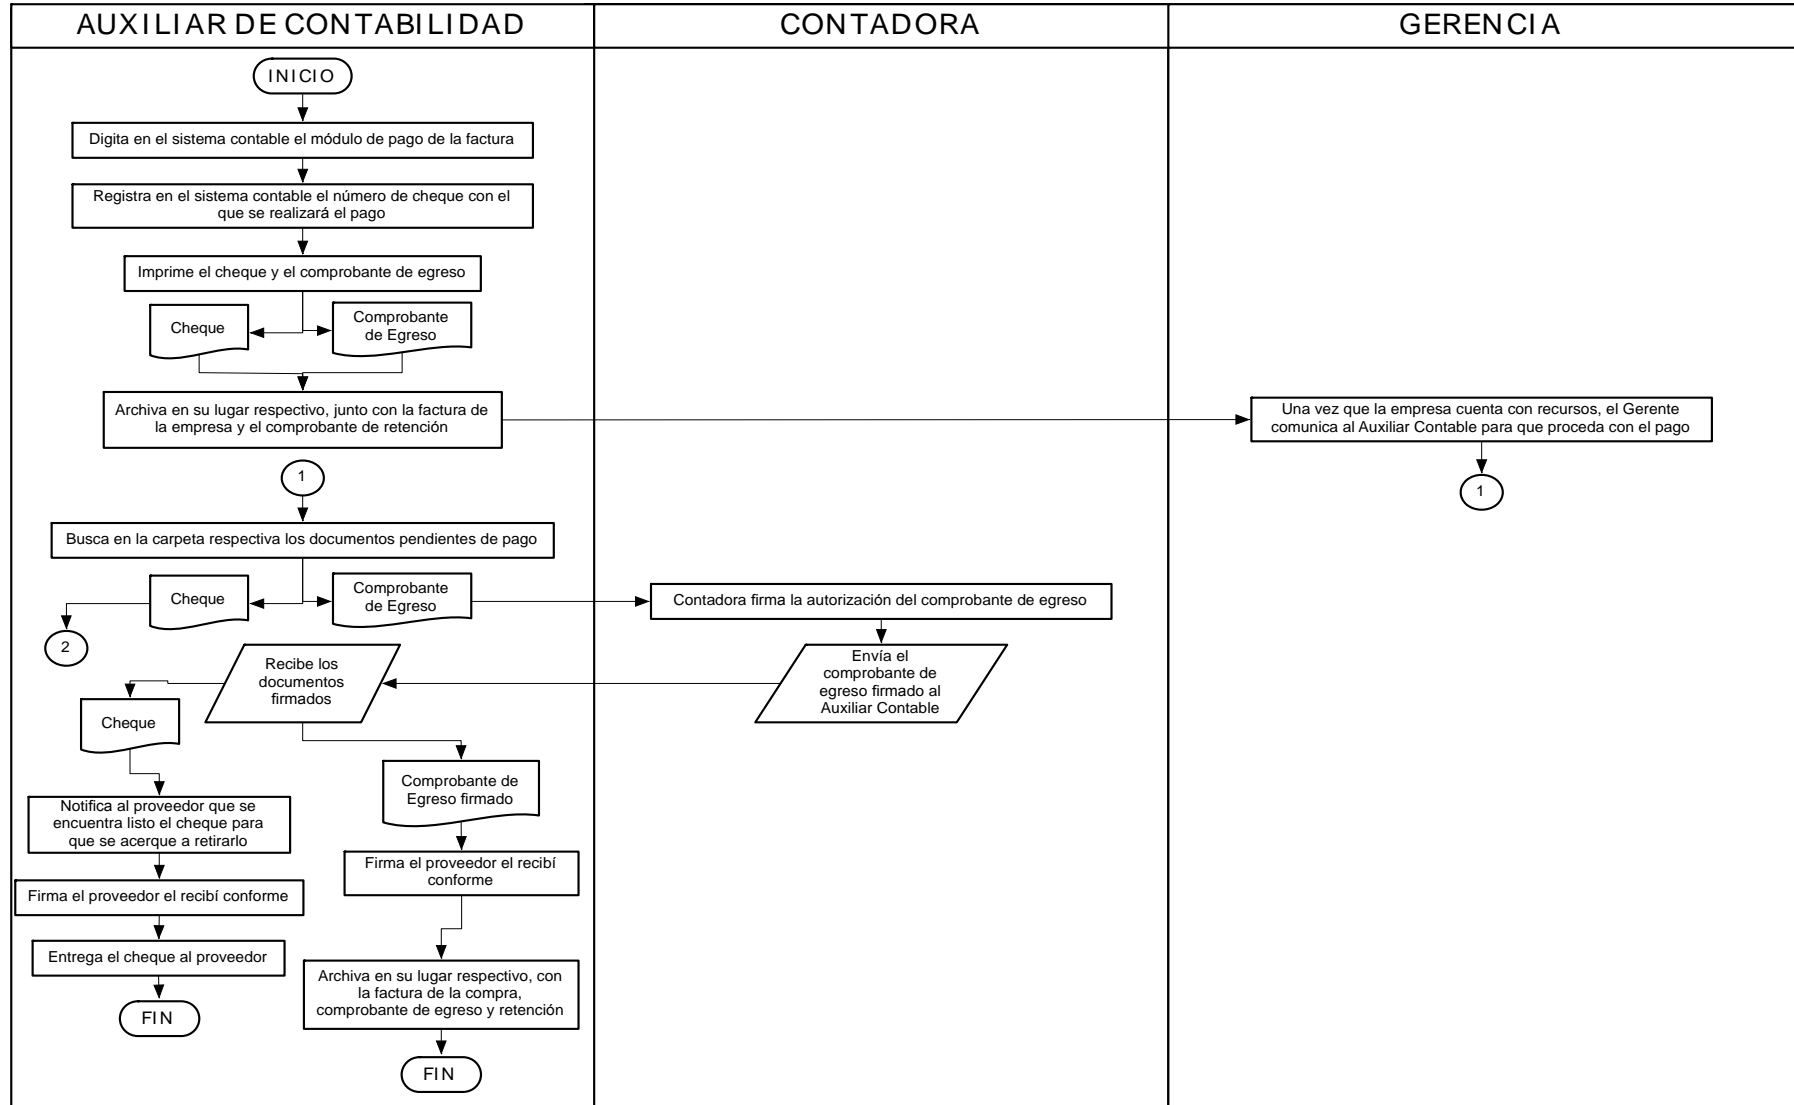 AUXILIAR DE CONTABILIDAD
CONTADORA
GERENCIA
INICIO
Digita en el sistema contable el módulo de pago de la factura
Registra en el sistema contable el número de cheque con el
que se realizará el pago
Imprime el cheque y el comprobante de egreso
Cheque
Comprobante
de Egreso
Archiva en su lugar respectivo, junto con la factura de
la empresa y el comprobante de retención
Una vez que la empresa cuenta con recursos, el Gerente
comunica al Auxiliar Contable para que proceda con el pago
1
1
Busca en la carpeta respectiva los documentos pendientes de pago
Cheque
Comprobante
de Egreso
Contadora firma la autorización del comprobante de egreso
2
Recibe los
documentos
firmados
Envía el
comprobante de
egreso firmado al
Auxiliar Contable
Cheque
Comprobante de
Egreso firmado
Notifica al proveedor que se
encuentra listo el cheque para
que se acerque a retirarlo
Firma el proveedor el recibí
conforme
Firma el proveedor el recibí conforme
Entrega el cheque al proveedor
Archiva en su lugar respectivo, con
la factura de la compra,
comprobante de egreso y retención
FIN
FIN